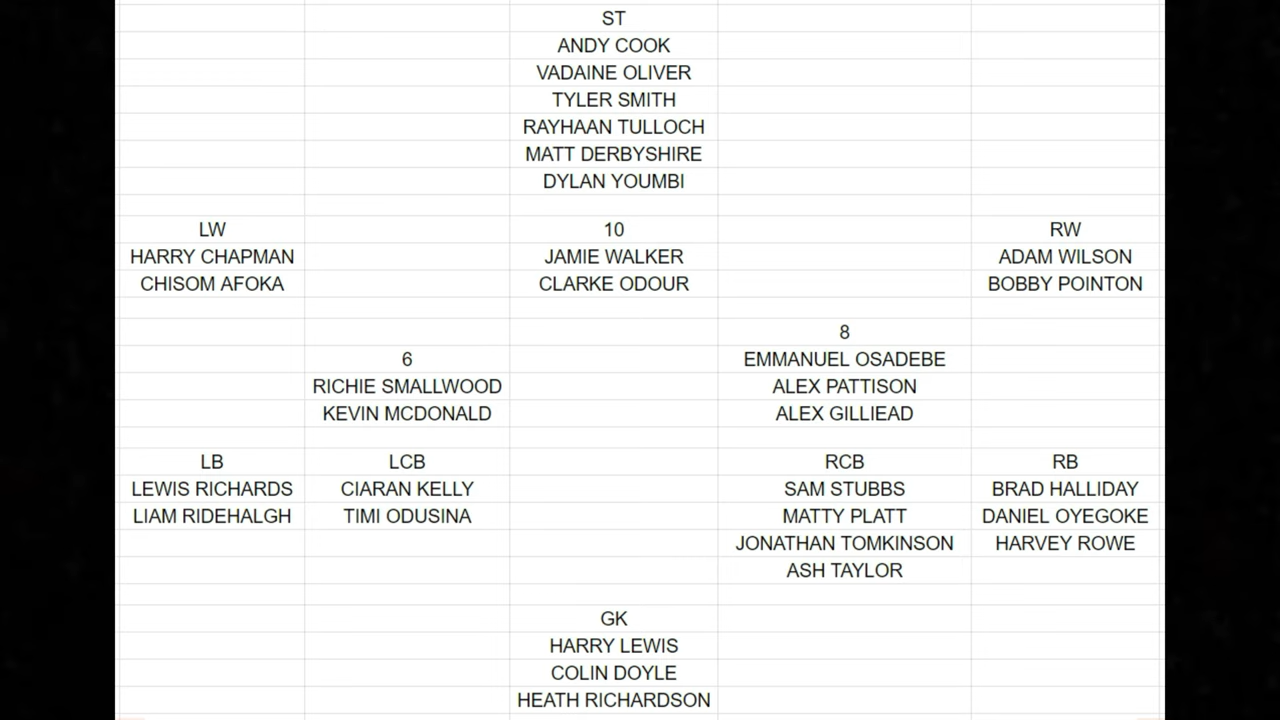 ST
ANDY COOK
VADAINE OLIVER
TYLER SMITH
RAYHAAN TULLOCH
MATT DERBYSHIRE
DYLAN YOUMBI
LW
HARRY CHAPMAN
CHISOM AFOKA
10
JAMIE WALKER
CLARKE ODOUR
RW
ADAM WILSON
BOBBY POINTON
6
RICHIE SMALLWOOD
KEVIN MCDONALD
8
EMMANUEL OSADEBE
ALEX PATTISON
ALEX GILLIEAD
LB
LEWIS RICHARDS
LIAM RIDEHALGH
LCB
CIARAN KELLY
TIMI ODUSINA
RCB
SAM STUBBS
MATTY PLATT
JONATHAN TOMKINSON
ASH TAYLOR
RB
BRAD HALLIDAY
DANIEL OYEGOKE
HARVEY ROWE
GK
HARRY LEWIS
COLIN DOYLE
HEATH RICHARDSON